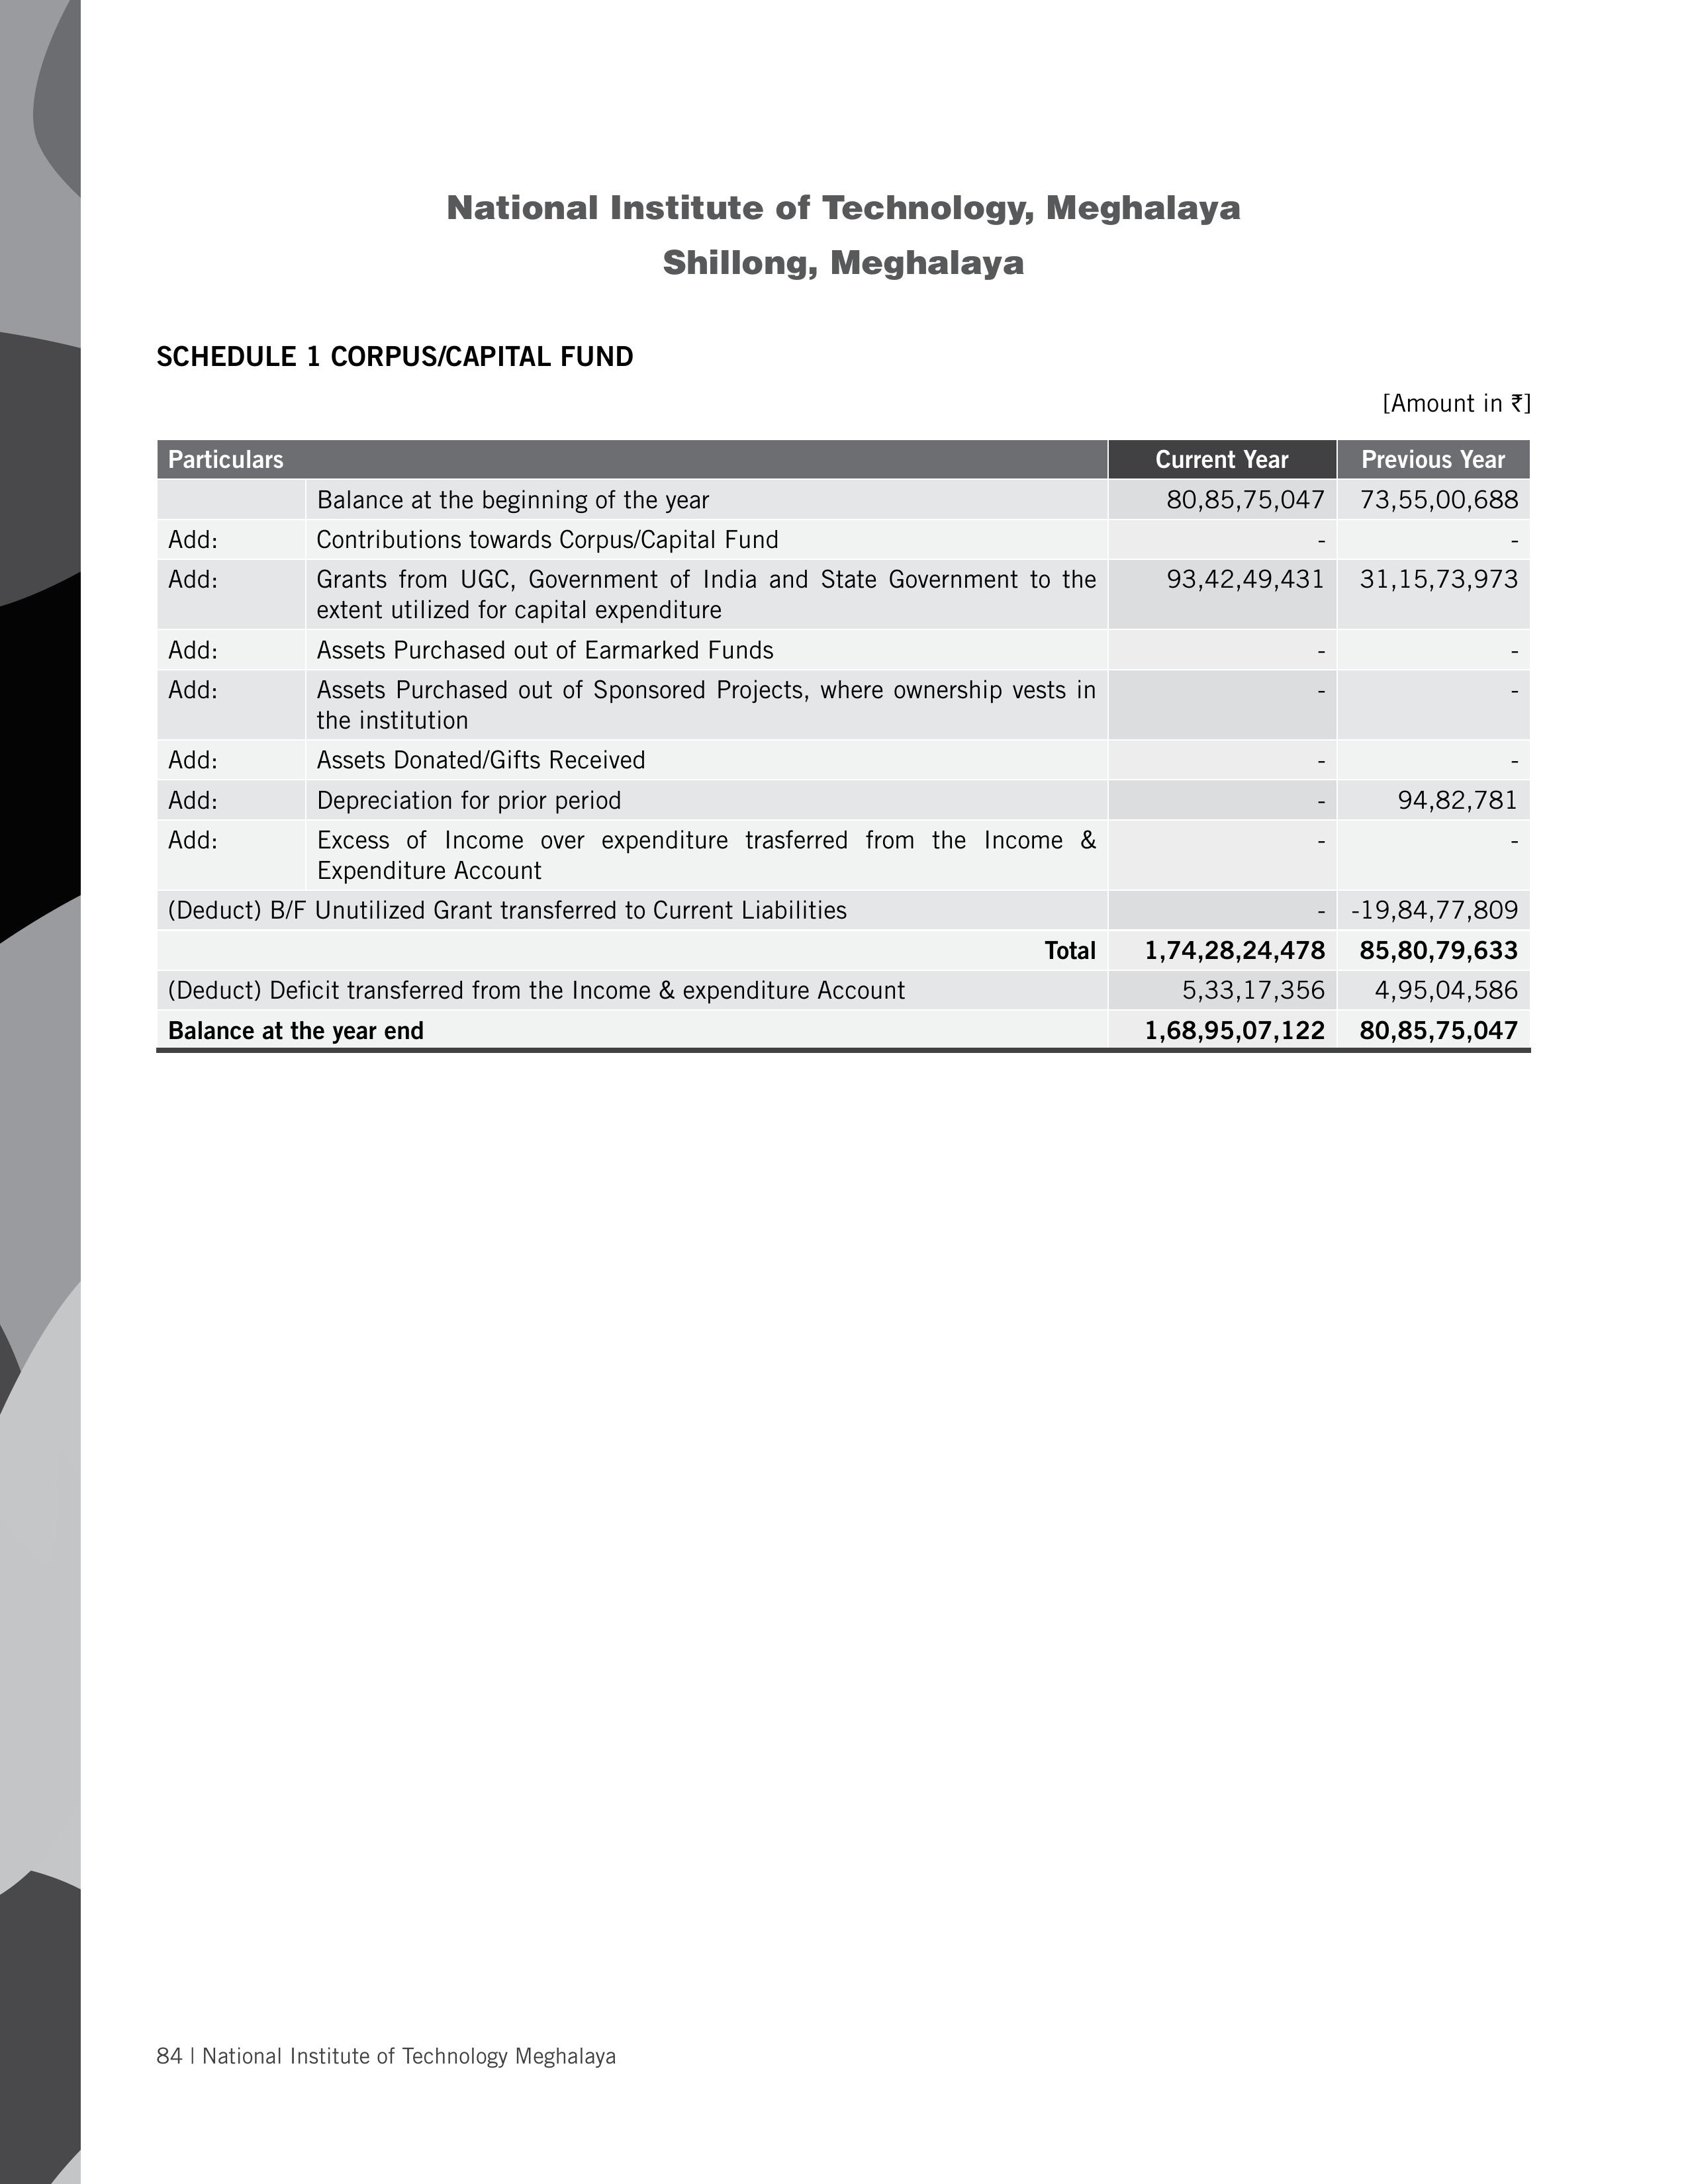 National Institute of Technology, Meghalaya
Shillong, Meghalaya
SCHEDULE 1 CORPUS/CAPITAL FUND
[Amount in ₹]
Particulars Current Year Previous Year
Balance at the beginning of the year 80,85,75,047 73,55,00,688
Add: Contributions towards Corpus/Capital Fund - -
Add: Grants from UGC, Government of India and State Government to the 93,42,49,431 31,15,73,973
extent utilized for capital expenditure
Add: Assets Purchased out of Earmarked Funds - -
Add: Assets Purchased out of Sponsored Projects, where ownership vests in - -
the institution
Add: Assets Donated/Gifts Received - -
Add: Depreciation for prior period - 94,82,781
Add: Excess of Income over expenditure trasferred from the Income & - -
Expenditure Account
(Deduct) B/F Unutilized Grant transferred to Current Liabilities - -19,84,77,809
Total 1,74,28,24,478 85,80,79,633
(Deduct) Deficit transferred from the Income & expenditure Account 5,33,17,356 4,95,04,586
Balance at the year end 1,68,95,07,122 80,85,75,047
84 | National Institute of Technology Meghalaya